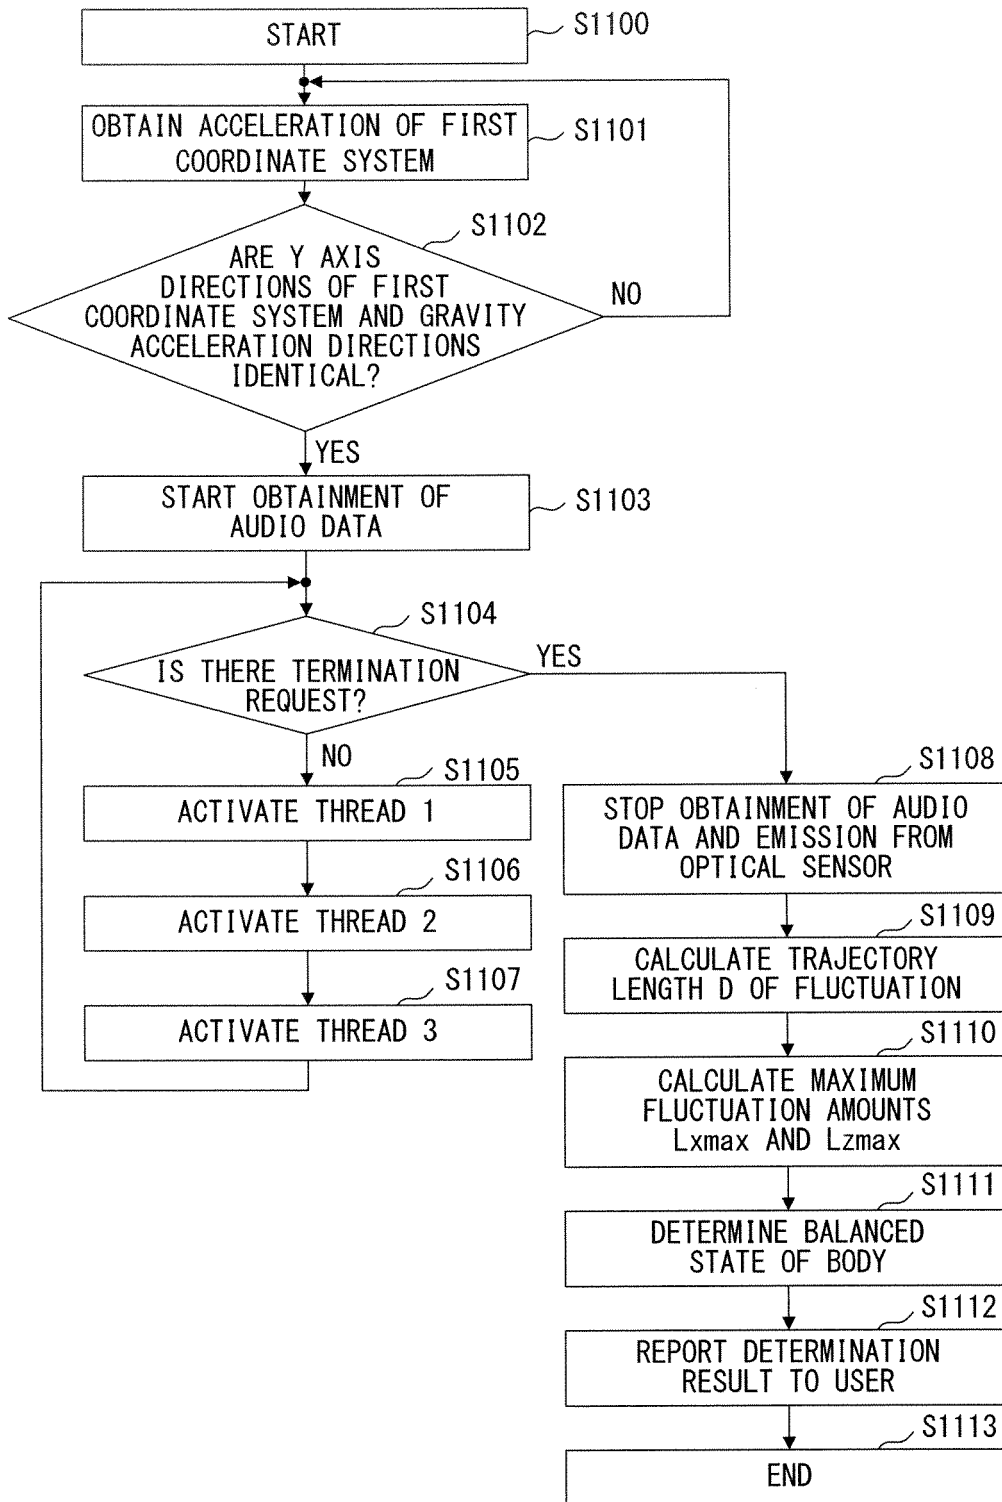 START
S1100
OBTAIN ACCELERATION OF FIRST
COORDINATE SYSTEM
S1101
S1102
ARE Y AXIS
DIRECTIONS OF FIRST
COORDINATE SYSTEM AND GRAVITY
ACCELERATION DIRECTIONS
IDENTICAL?
NO
YES
START OBTAINMENT OF
AUDIO DATA
S1103
S1104
IS THERE TERMINATION
REQUEST?
YES
NO
S1105
ACTIVATE THREAD 1
S1106
ACTIVATE THREAD 2
S1107
ACTIVATE THREAD 3
S1108
STOP OBTAINMENT OF AUDIO
DATA AND EMISSION FROM
OPTICAL SENSOR
S1109
CALCULATE TRAJECTORY
LENGTH D OF FLUCTUATION
S1110
CALCULATE MAXIMUM
FLUCTUATION AMOUNTS
Lxmax AND Lzmax
S1111
DETERMINE BALANCED
STATE OF BODY
S1112
REPORT DETERMINATION
RESULT TO USER
S1113
END